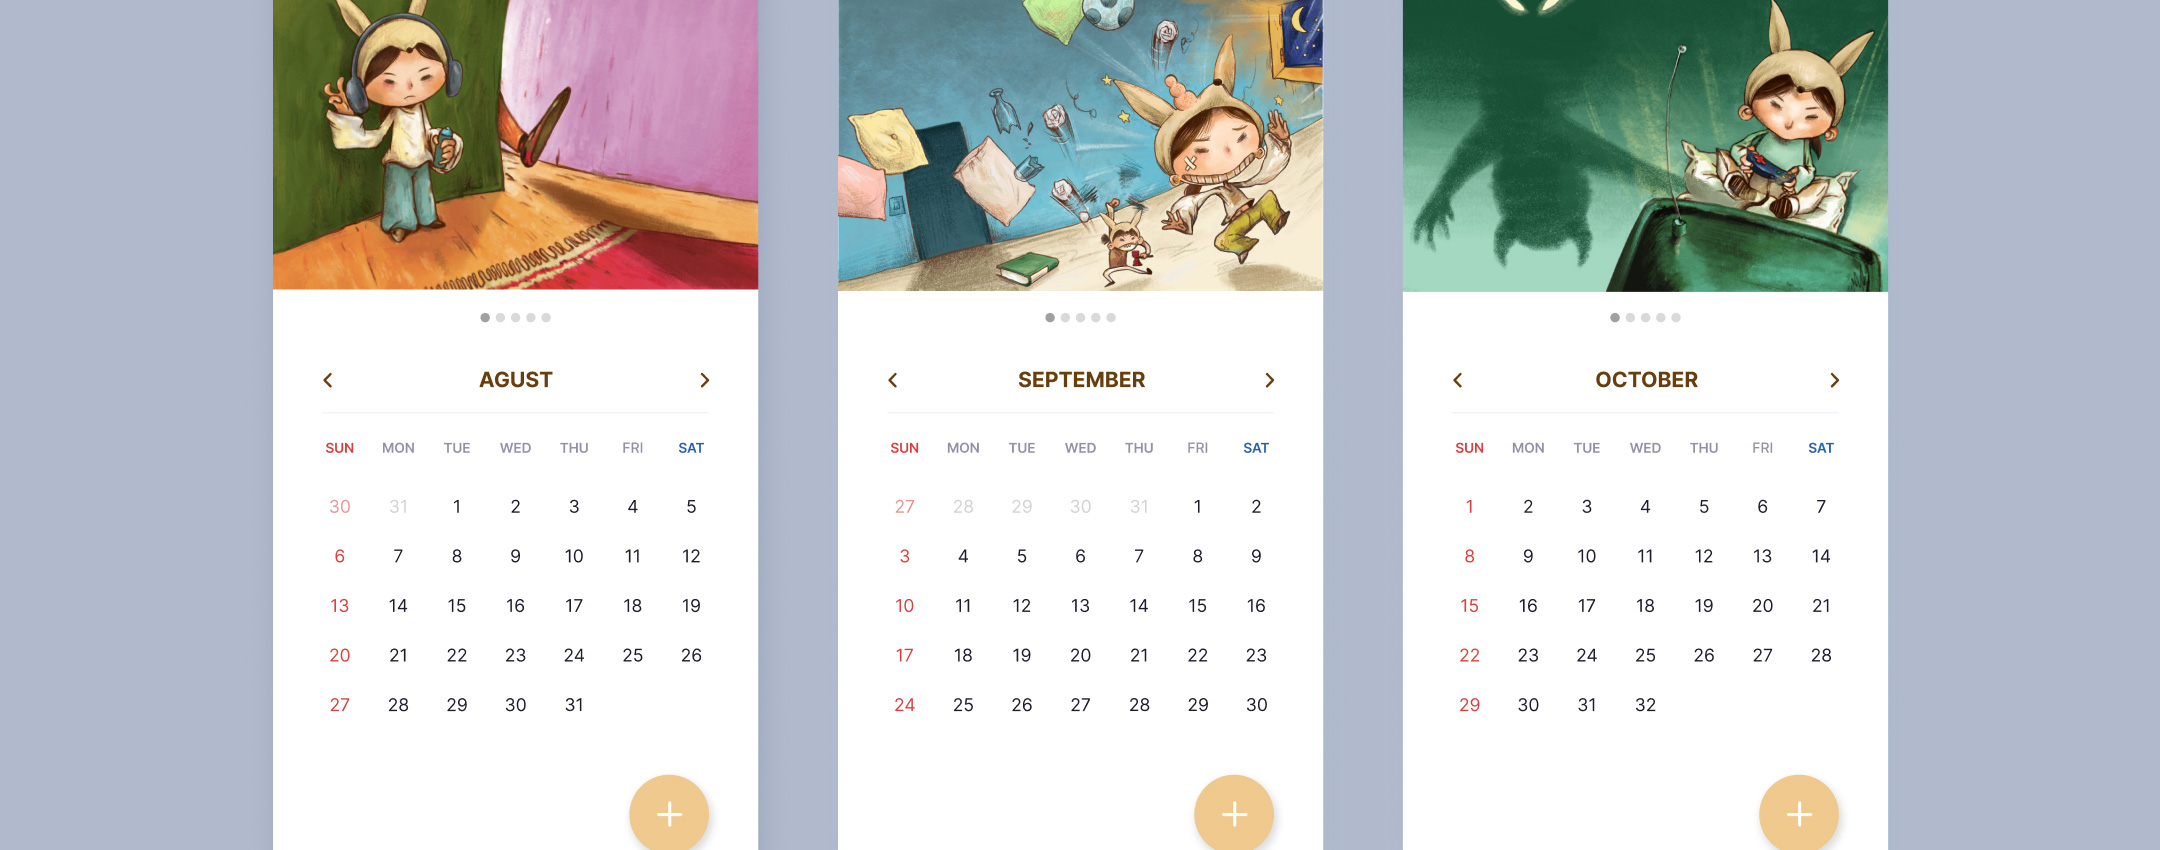 AGUST
SUN MON TUE WED THU FRI SAT
30 31 1 2 3 4 5
6 7 8 9 10 11 12
13 14 15 16 17 18 19
20 21 22 23 24 25 26
27 28 29 30 31
SEPTEMBER
SUN MON TUE WED THU FRI SAT
27 28 29 30 31 1 2
3 4 5 6 7 8 9
10 11 12 13 14 15 16
17 18 19 20 21 22 23
24 25 26 27 28 29 30
OCTOBER
SUN MON TUE WED THU FRI SAT
1 2 3 4 5 6 7
8 9 10 11 12 13 14
15 16 17 18 19 20 21
22 23 24 25 26 27 28
29 30 31 32